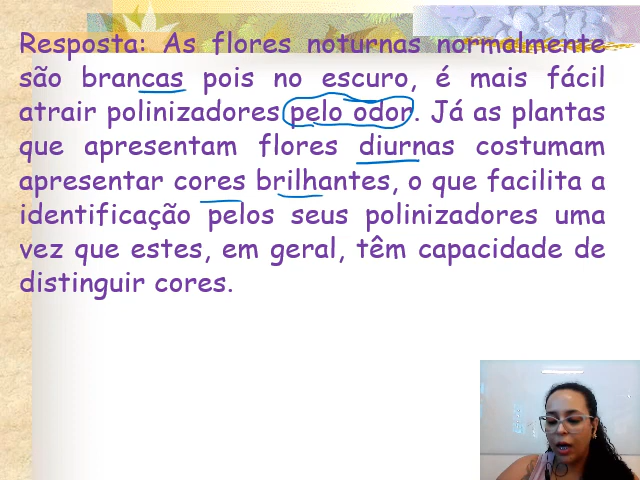 Resposta: As flores noturnas normalmente
são brancas pois no escuro, é mais fácil
atrair polinizadores pelo odor. Já as plantas
que apresentam flores diurnas costumam
apresentar cores brilhantes, o que facilita a
identificação pelos seus polinizadores uma
vez que estes, em geral, têm capacidade de
distinguir cores.